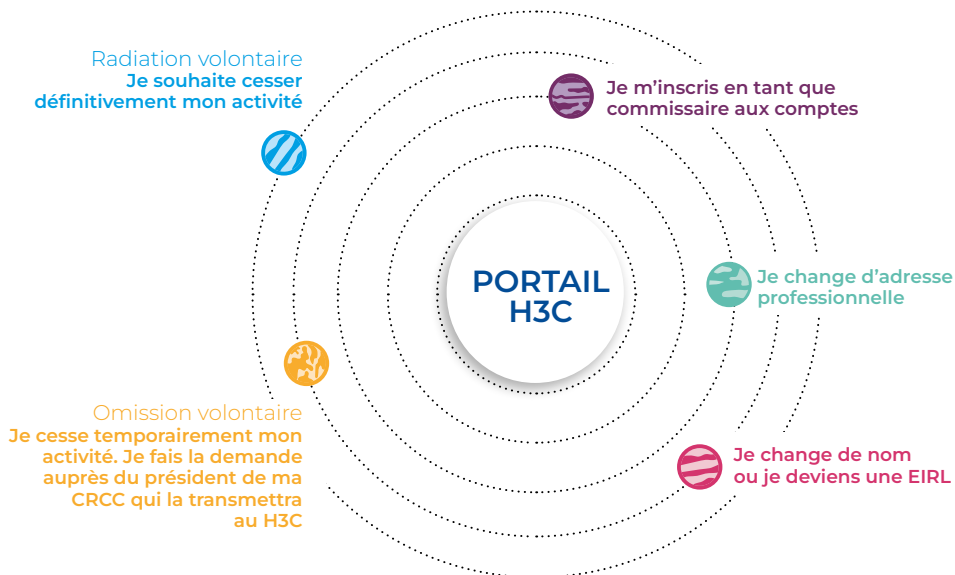 Radiation volontaire
Je souhaite cesser
définitivement mon activité
Je m’inscris en tant que
commissaire aux comptes
PORTAIL
H3C
Je change d’adresse
professionnelle
Omission volontaire
Je cesse temporairement mon
activité. Je fais la demande
auprès du président de ma
CRCC qui la transmettra
au H3C
Je change de nom
ou je deviens une EIRL